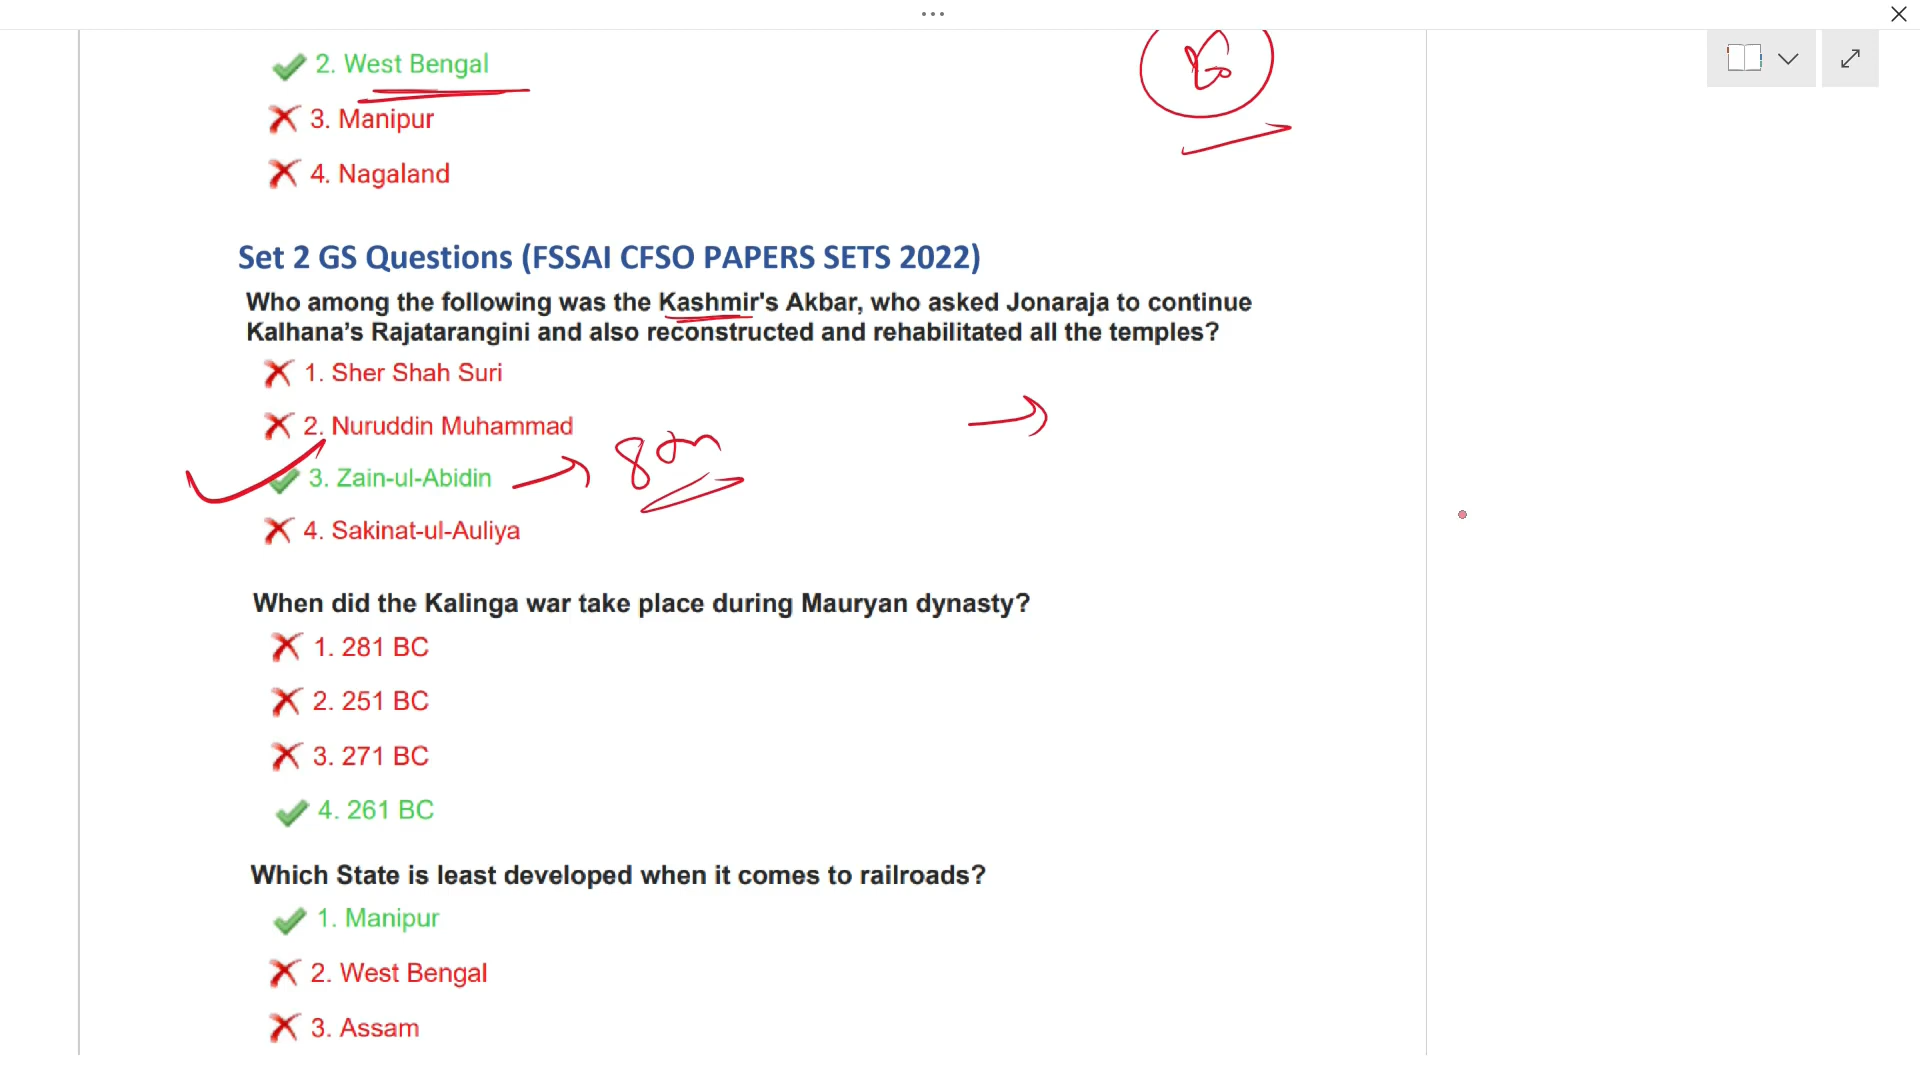 2. West Bengal
3. Manipur
4. Nagaland
Set 2 GS Questions (FSSAI CFSO PAPERS SETS 2022)
Who among the following was the Kashmir's Akbar, who asked Jonaraja to continue
Kalhana’s Rajatarangini and also reconstructed and rehabilitated all the temples?
1. Sher Shah Suri
2. Nuruddin Muhammad
3. Zain-ul-Abidin
4. Sakinat-ul-Auliya
When did the Kalinga war take place during Mauryan dynasty?
1. 281 BC
2. 251 BC
3. 271 BC
4. 261 BC
Which State is least developed when it comes to railroads?
1. Manipur
2. West Bengal
3. Assam